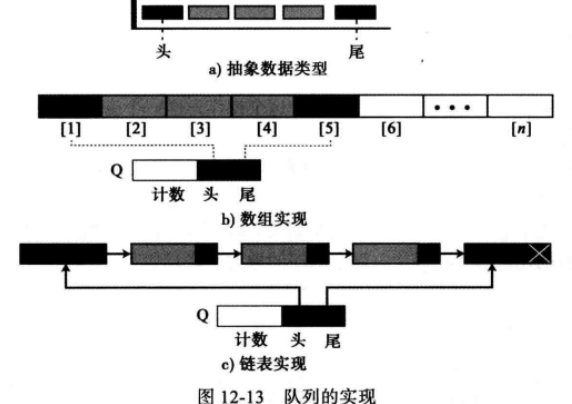 头 尾
a) 抽象数据类型
[1] [2] [3] [4] [5] [6] • • • [n]
Q
计数 头 尾
b) 数组实现
Q
计数 头 尾
c) 链表实现
图 12-13 队列的实现